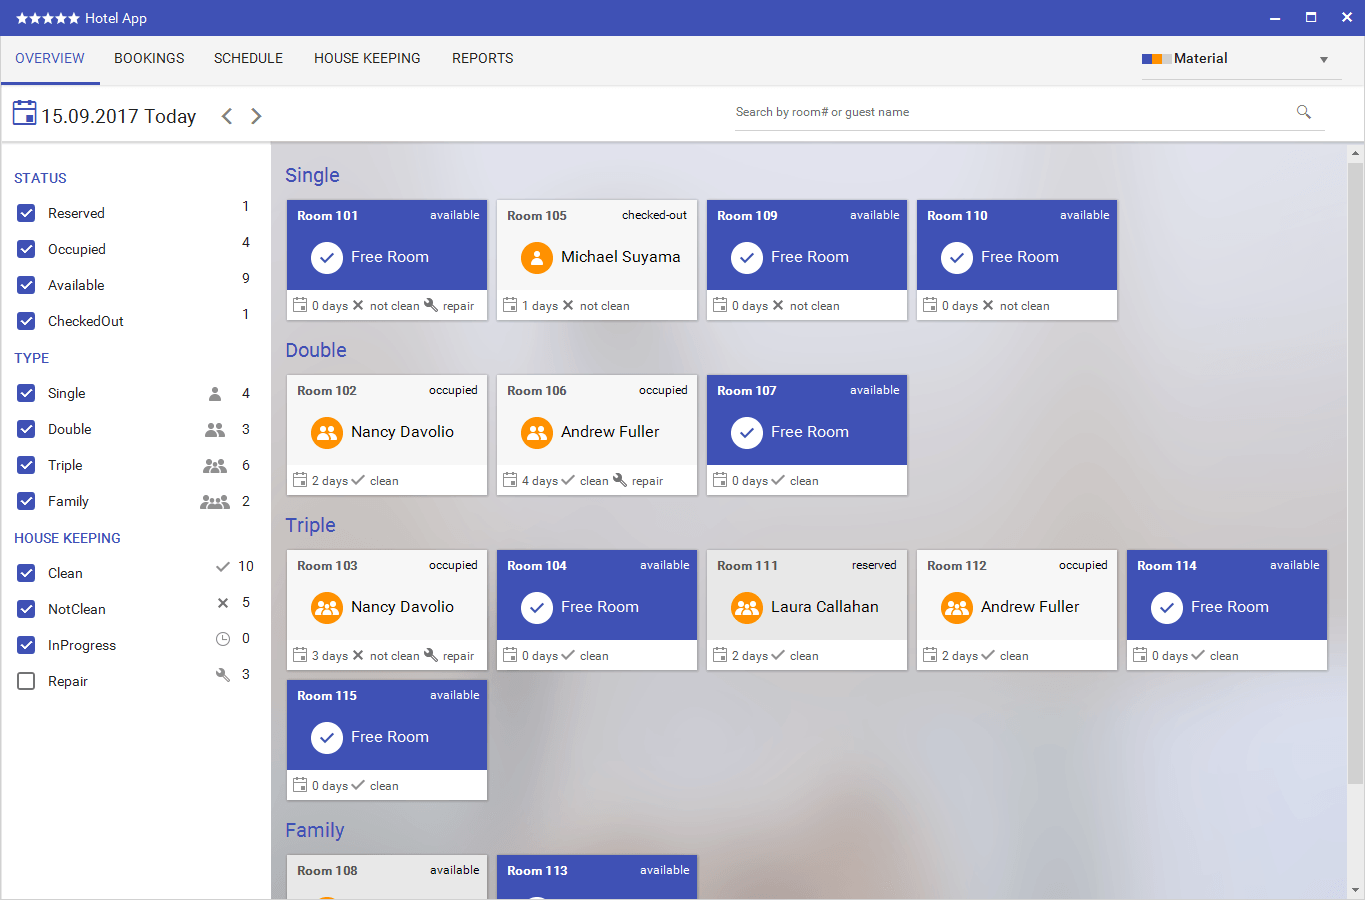 ★★★★★ Hotel App
OVERVIEW BOOKINGS SCHEDULE HOUSE KEEPING REPORTS Material
15.09.2017 Today
Search by room# or guest name
STATUS
Reserved 1
Occupied 4
Available 9
CheckedOut 1
TYPE
Single 4
Double 3
Triple 6
Family 2
HOUSE KEEPING
Clean 10
NotClean 5
InProgress 0
Repair 3
Single
Room 101 available
Free Room
0 days not clean repair
Room 105 checked-out
Michael Suyama
1 days not clean
Room 109 available
Free Room
0 days not clean
Room 110 available
Free Room
0 days not clean
Double
Room 102 occupied
Nancy Davolio
2 days clean
Room 106 occupied
Andrew Fuller
4 days clean repair
Room 107 available
Free Room
0 days clean
Triple
Room 103 occupied
Nancy Davolio
3 days not clean repair
Room 104 available
Free Room
0 days clean
Room 111 reserved
Laura Callahan
2 days clean
Room 112 occupied
Andrew Fuller
2 days clean
Room 114 available
Free Room
0 days clean
Room 115 available
Free Room
0 days clean
Family
Room 108 available
Room 113 available